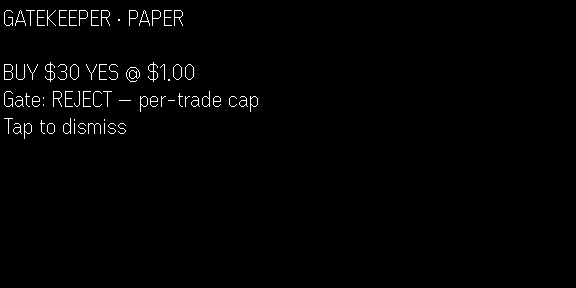 GATEKEEPER · PAPER
BUY $30 YES @ $1.00
Gate: REJECT — per-trade cap
Tap to dismiss